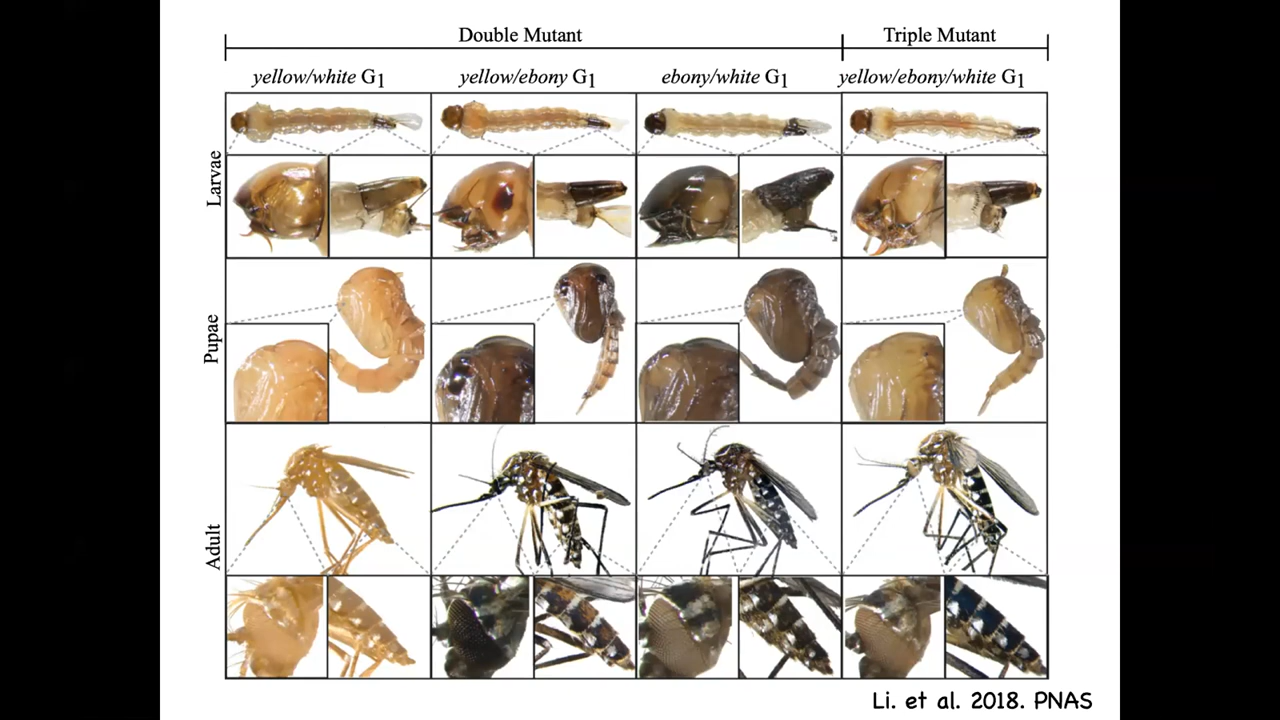 Double Mutant
Triple Mutant
yellow/white G1
yellow/ebony G1
ebony/white G1
yellow/ebony/white G1
Larvae
Pupae
Adult
Li. et al. 2018. PNAS